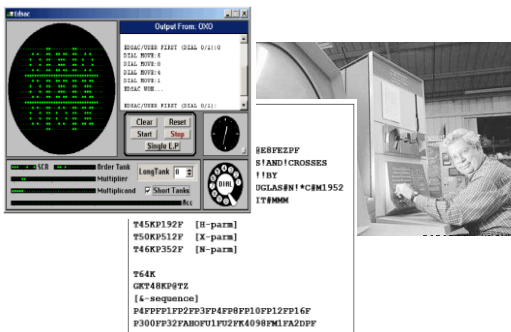 Edsac
Output From: OXO
EDSAC/USER FIRST (DIAL 0/1):0
DIAL MOVE:6
DIAL MOVE:8
DIAL MOVE:4
DIAL MOVE:1
EDSAC WON...
EDSAC/USER FIRST (DIAL 0/1):
Clear
Reset
Start
Stop
Single E.P
SCR
Order Tank
Multiplier
Multiplicand
Acc
LongTank 0
Short Tanks
DIAL
@E8FEZPF
S!AND!CROSSES
!!BY
UGLAS#N!*C#M1952
IT#MMM
T45KP192F [H-parm]
T50KP512F [X-parm]
T46KP352F [N-parm]
T64K
GKT48KP@TZ
[&-sequence]
P4FPFP1FP2FP3FP4FP8FP10FP12FP16F
P300FP32FAHOFU1FU2FK4098FM1FA2DPF